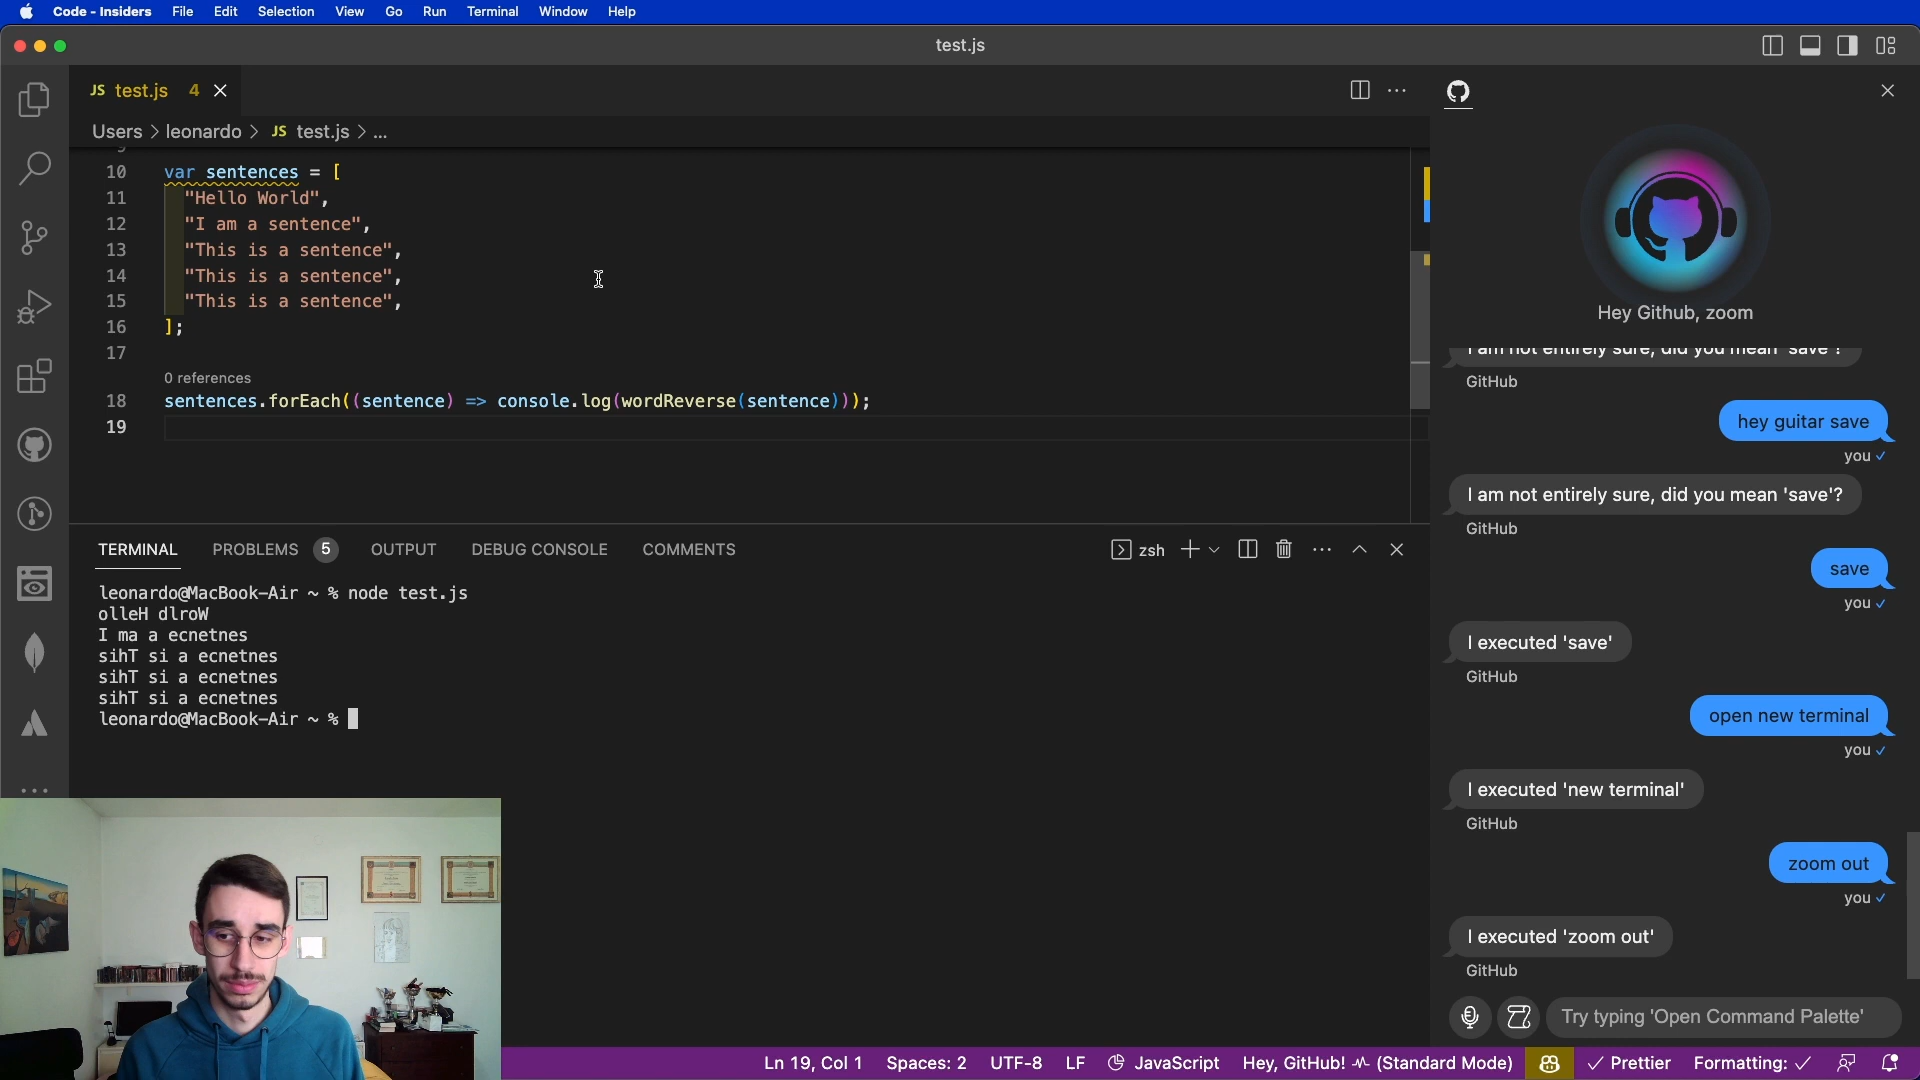 Code - Insiders File Edit Selection View Go Run Terminal Window Help
test.js
JS test.js 4
Users > leonardo > JS test.js > ...
9
10 var sentences = [
11 "Hello World",
12 "I am a sentence",
13 "This is a sentence",
14 "This is a sentence",
15 "This is a sentence",
16 ];
17
0 references
18 sentences.forEach((sentence) => console.log(wordReverse(sentence)));
19
TERMINAL PROBLEMS 5 OUTPUT DEBUG CONSOLE COMMENTS
zsh
leonardo@MacBook-Air ~ % node test.js
olleH dlroW
I ma a ecnetnes
sihT si a ecnetnes
sihT si a ecnetnes
sihT si a ecnetnes
leonardo@MacBook-Air ~ %
Hey Github, zoom
I am not entirely sure, did you mean 'save'?
GitHub
hey guitar save
you ✓
I am not entirely sure, did you mean 'save'?
GitHub
save
you ✓
I executed 'save'
GitHub
open new terminal
you ✓
I executed 'new terminal'
GitHub
zoom out
you ✓
I executed 'zoom out'
GitHub
Try typing 'Open Command Palette'
Ln 19, Col 1 Spaces: 2 UTF-8 LF JavaScript Hey, GitHub! (Standard Mode) ✓ Prettier Formatting: ✓